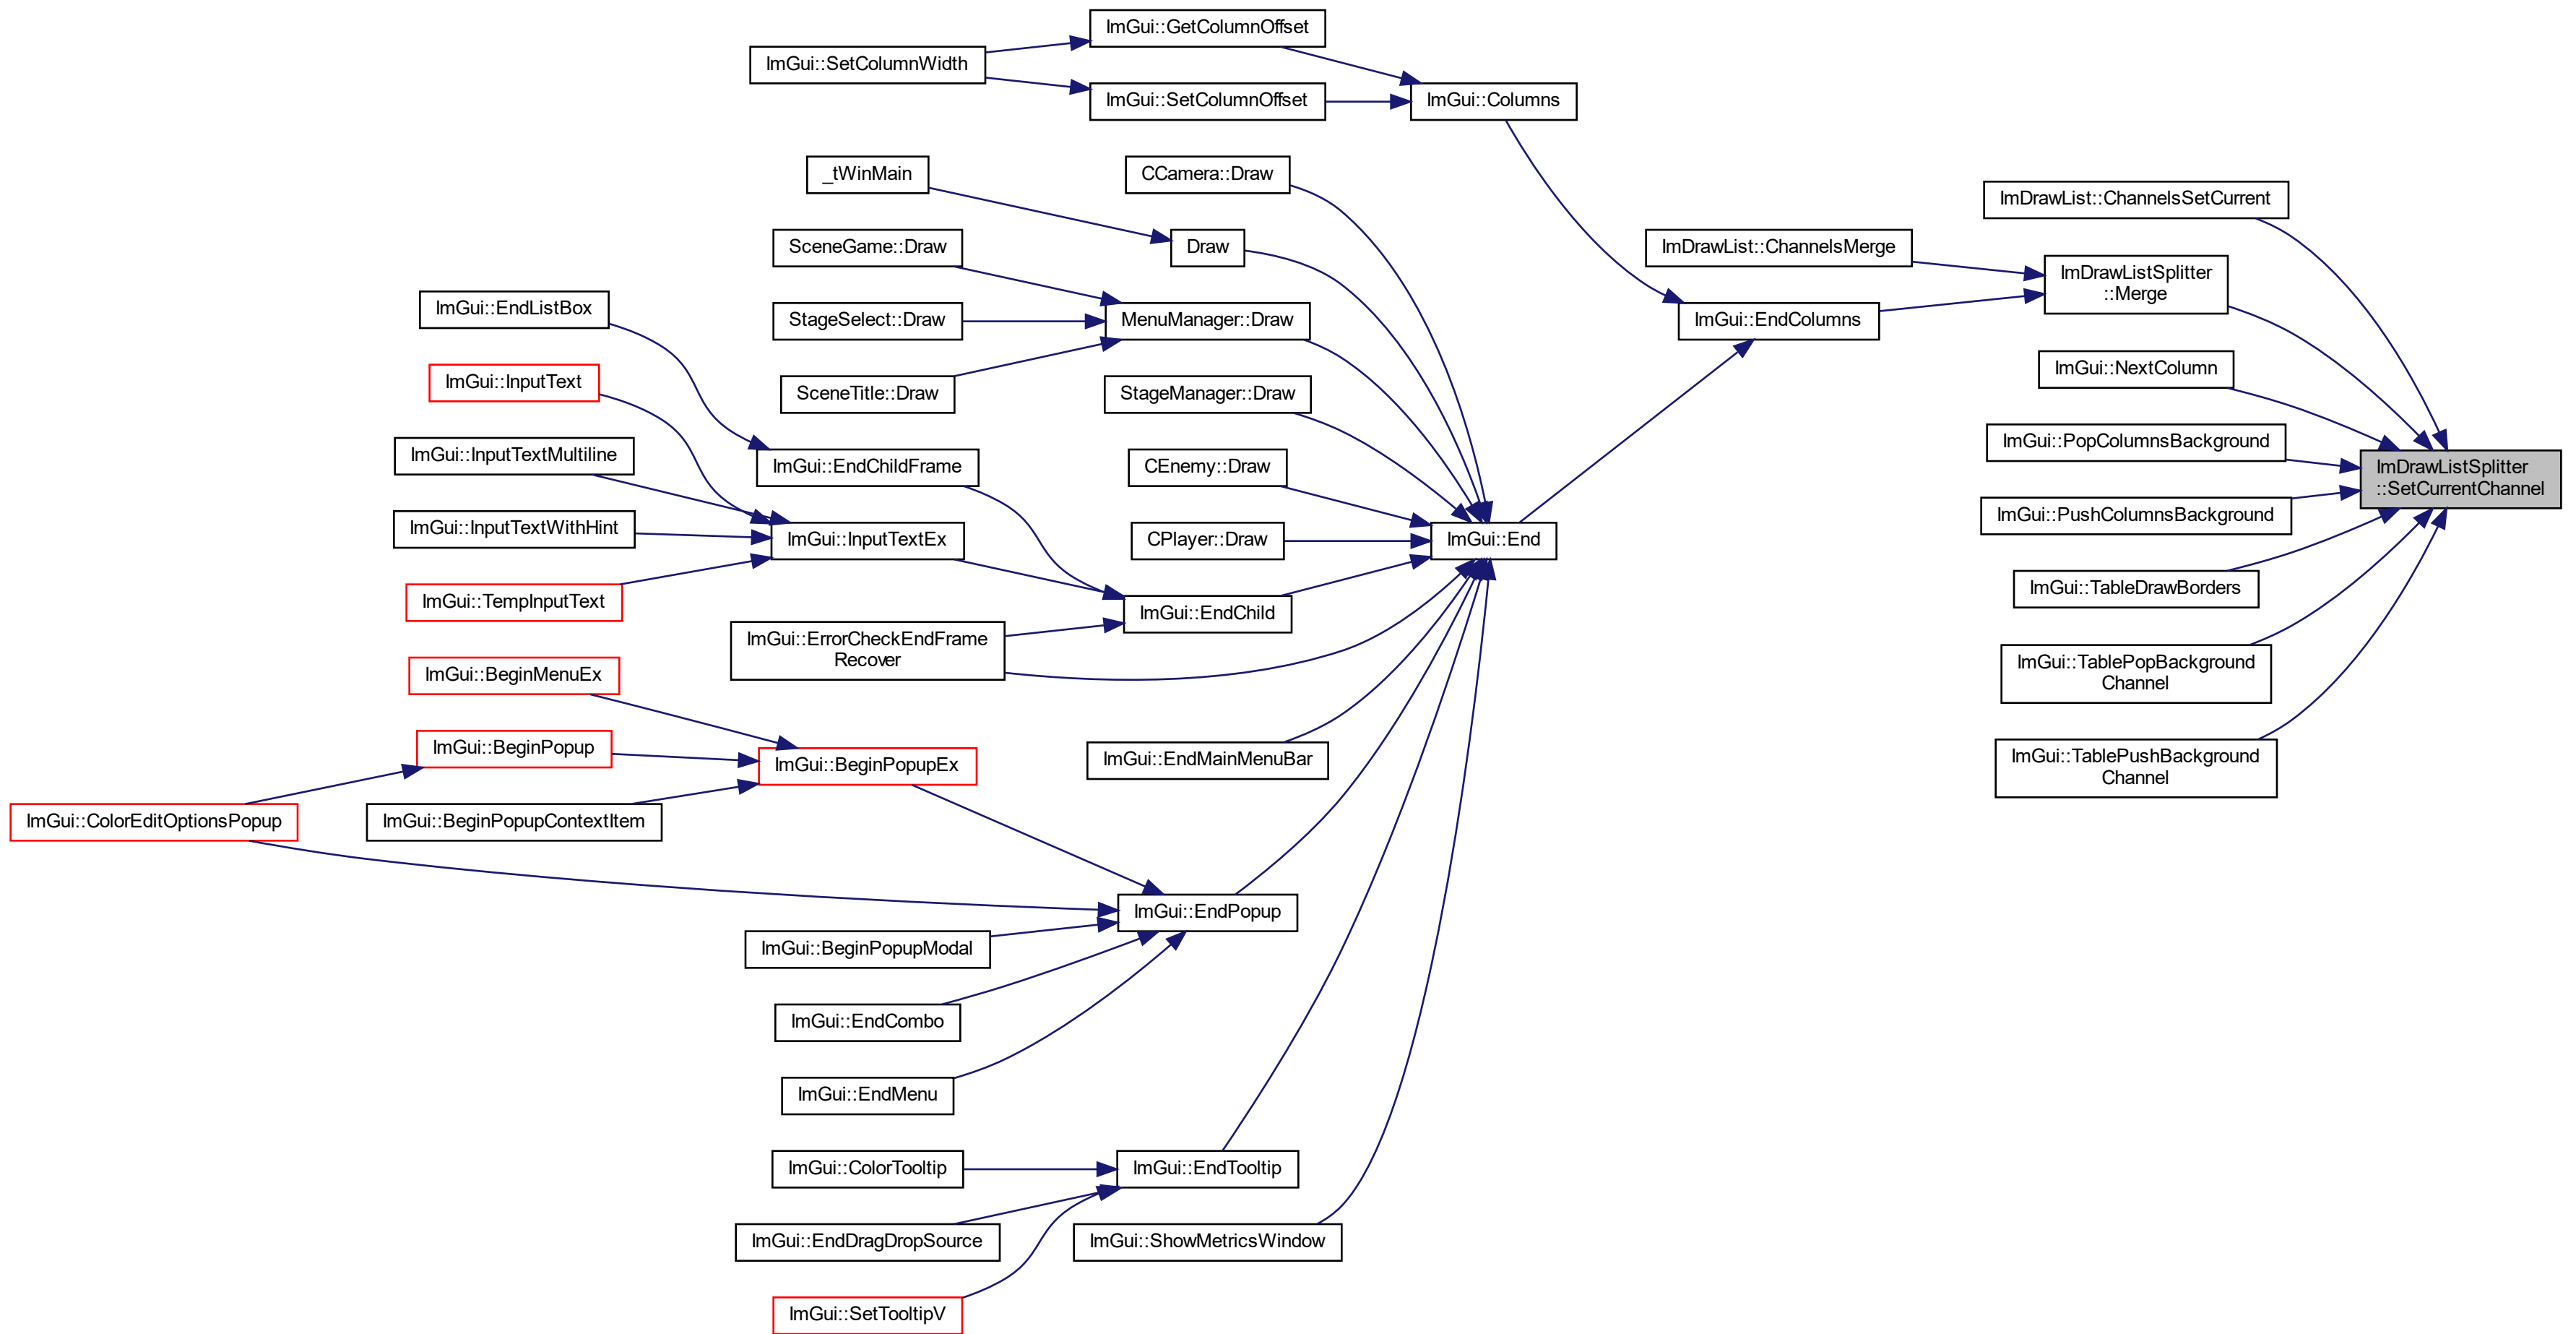 ImGui::GetColumnOffset
ImGui::SetColumnWidth
ImGui::SetColumnOffset
ImGui::Columns
_tWinMain
CCamera::Draw
ImDrawList::ChannelsSetCurrent
SceneGame::Draw
Draw
ImDrawList::ChannelsMerge
ImDrawListSplitter
::Merge
ImGui::EndListBox
StageSelect::Draw
MenuManager::Draw
ImGui::EndColumns
ImGui::InputText
SceneTitle::Draw
StageManager::Draw
ImGui::NextColumn
ImGui::InputTextMultiline
ImGui::EndChildFrame
CEnemy::Draw
ImGui::PopColumnsBackground
ImDrawListSplitter
::SetCurrentChannel
ImGui::InputTextWithHint
ImGui::InputTextEx
CPlayer::Draw
ImGui::End
ImGui::PushColumnsBackground
ImGui::TempInputText
ImGui::EndChild
ImGui::TableDrawBorders
ImGui::ErrorCheckEndFrame
Recover
ImGui::TablePopBackground
Channel
ImGui::BeginMenuEx
ImGui::BeginPopup
ImGui::BeginPopupEx
ImGui::EndMainMenuBar
ImGui::TablePushBackground
Channel
ImGui::ColorEditOptionsPopup
ImGui::BeginPopupContextItem
ImGui::EndPopup
ImGui::BeginPopupModal
ImGui::EndCombo
ImGui::EndMenu
ImGui::ColorTooltip
ImGui::EndTooltip
ImGui::EndDragDropSource
ImGui::ShowMetricsWindow
ImGui::SetTooltipV